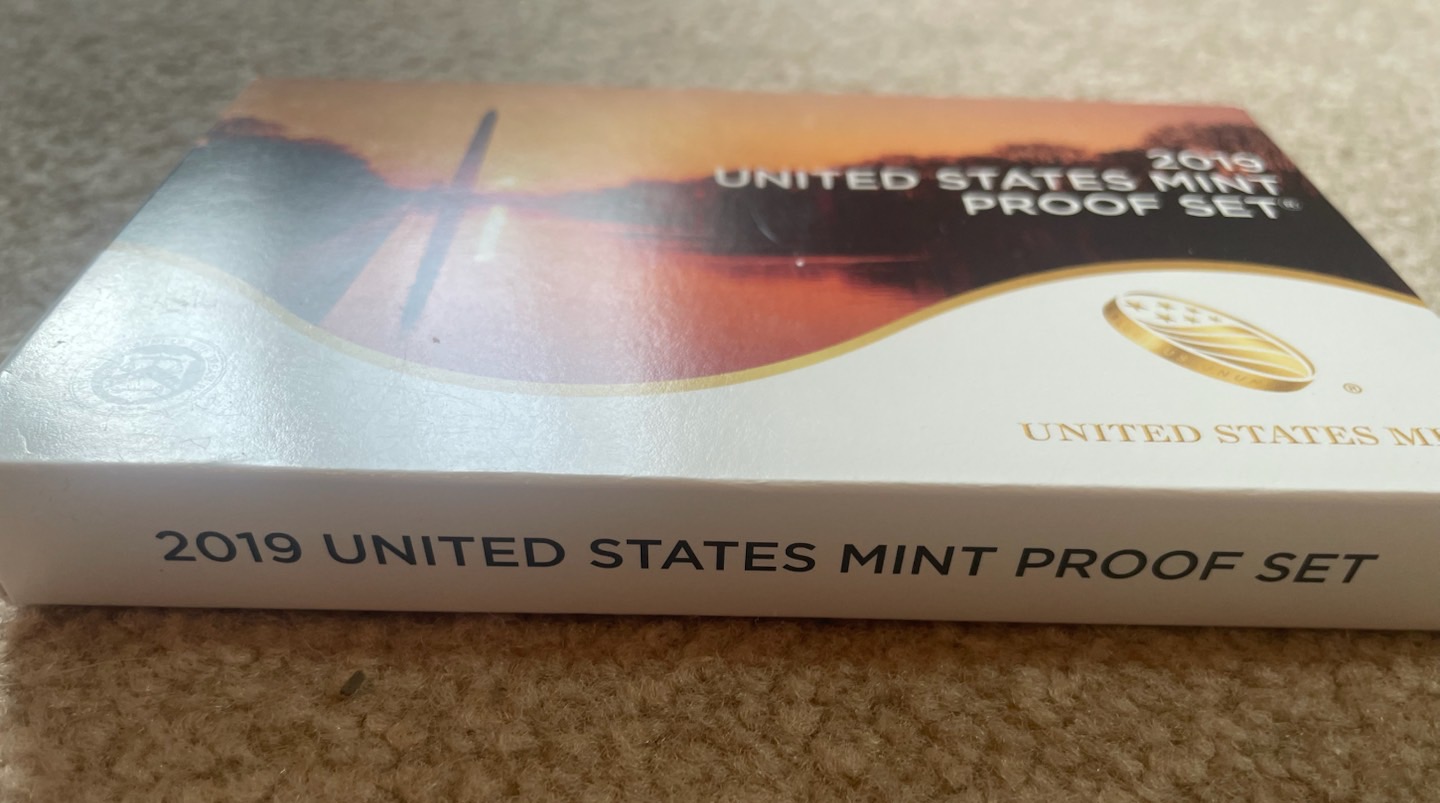 2019
UNITED STATES MINT
PROOF SET®
®
UNITED STATES
2019 UNITED STATES MINT PROOF SET